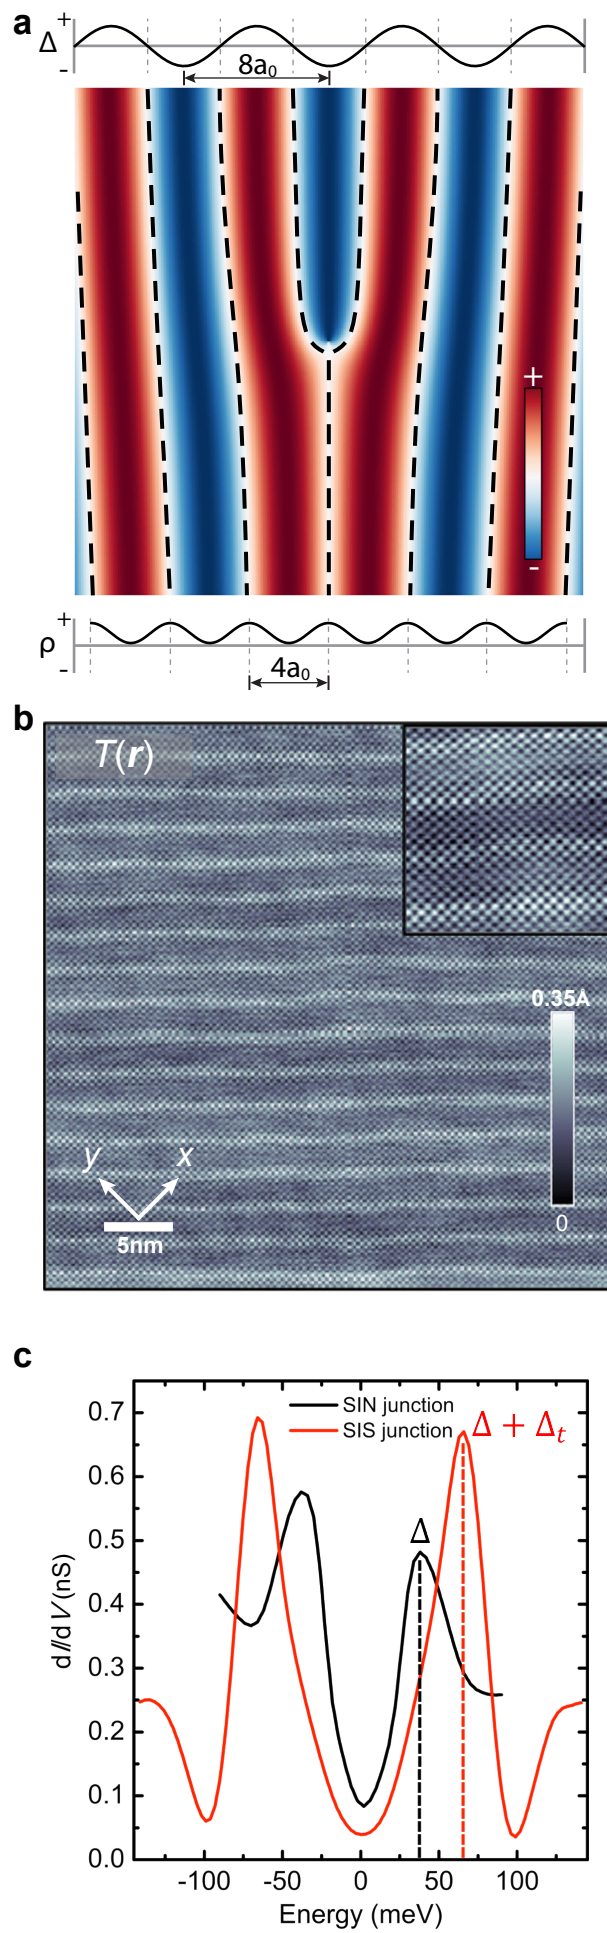 a
Δ
+
-
8a₀
+
-
ρ
+
-
4a₀
b
T(r)
0.35Å
0
y
x
5nm
c
SIN junction
SIS junction
Δ + Δₜ
Δ
dI/dV (nS)
0.7
0.6
0.5
0.4
0.3
0.2
0.1
0.0
-100
-50
0
50
100
Energy (meV)